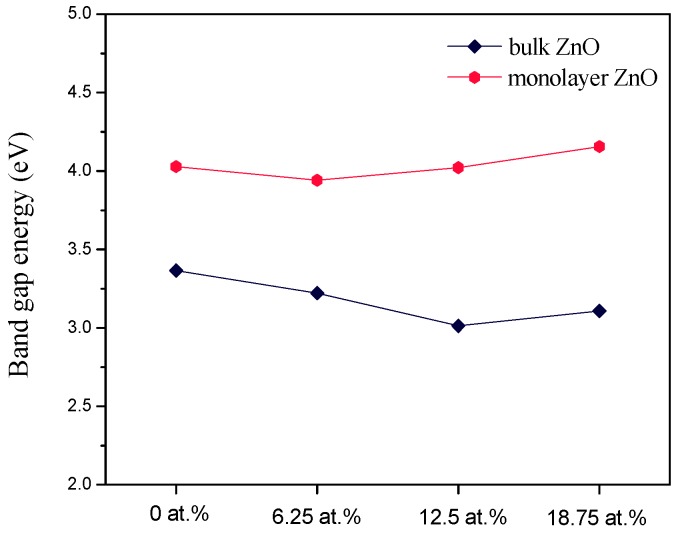 bulk ZnO
monolayer ZnO
Band gap energy (eV)
5.0
4.5
4.0
3.5
3.0
2.5
2.0
0 at.% 6.25 at.% 12.5 at.% 18.75 at.%